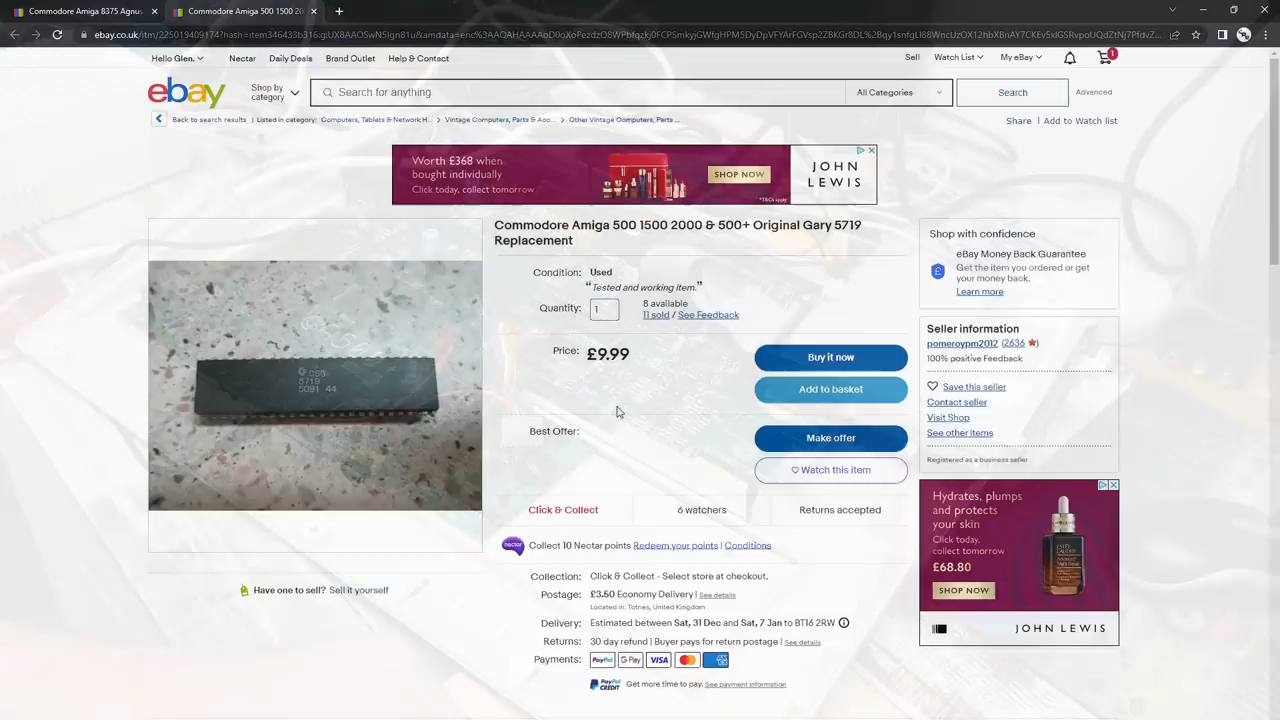 Commodore Amiga 8375 Agnus
Commodore Amiga 500 1500 20
Hello Glen.
Nectar
Daily Deals
Brand Outlet
Help & Contact
Sell
Watch List
My eBay
1
ebay
Shop by
category
Search for anything
All Categories
Search
Advanced
Back to search results
Listed in category:
Computers, Tablets & Network H...
Vintage Computers, Parts & Acc...
Other Vintage Computers, Parts ...
Share
Add to Watch list
Worth £368 when
bought individually
Click today, collect tomorrow
SHOP NOW
*T&Cs apply
JOHN
LEWIS
Commodore Amiga 500 1500 2000 & 500+ Original Gary 5719
Replacement
Condition: Used
“Tested and working item.”
Quantity: 1
8 available
11 sold / See Feedback
Price: £9.99
Buy it now
Add to basket
Best Offer:
Make offer
Watch this item
Click & Collect
6 watchers
Returns accepted
nectar
Collect 10 Nectar points Redeem your points | Conditions
Collection: Click & Collect - Select store at checkout.
Postage: £3.50 Economy Delivery | See details
Located in: Totnes, United Kingdom
Delivery: Estimated between Sat, 31 Dec and Sat, 7 Jan to BT16 2RW
Returns: 30 day refund | Buyer pays for return postage | See details
Payments: PayPal G Pay VISA
PayPal CREDIT
Get more time to pay. See payment information
CSG
5719
5091 44
Have one to sell? Sell it yourself
Shop with confidence
eBay Money Back Guarantee
Get the item you ordered or get
your money back.
Learn more
Seller information
pomeroypm2012 (2636)
100% positive Feedback
Save this seller
Contact seller
Visit Shop
See other items
Registered as a business seller
Hydrates, plumps
and protects
your skin
Click today,
collect tomorrow
£68.80
SHOP NOW
JOHN LEWIS